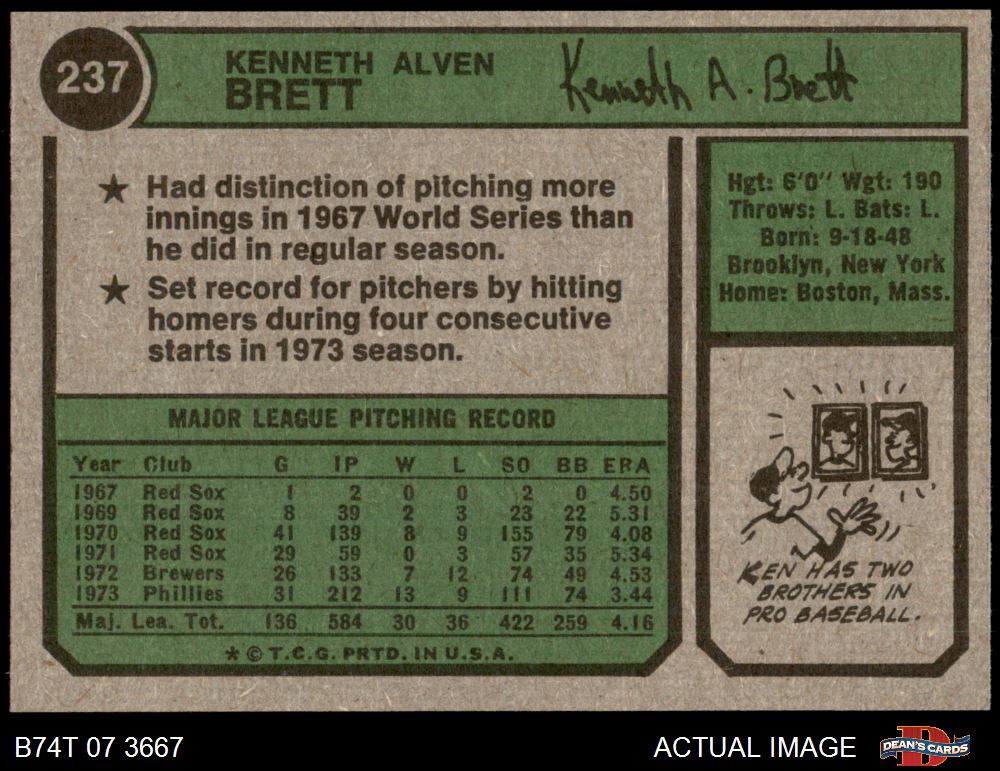 237
KENNETH ALVEN
BRETT
Kenneth A. Brett
★ Had distinction of pitching more
innings in 1967 World Series than
he did in regular season.
★ Set record for pitchers by hitting
homers during four consecutive
starts in 1973 season.
Hgt: 6'0" Wgt: 190
Throws: L. Bats: L.
Born: 9-18-48
Brooklyn, New York
Home: Boston, Mass.
MAJOR LEAGUE PITCHING RECORD
Year Club G IP W L SO BB ERA
1967 Red Sox 1 2 0 0 2 0 4.50
1969 Red Sox 8 39 2 3 23 22 5.31
1970 Red Sox 41 139 8 9 155 79 4.08
1971 Red Sox 29 59 0 3 57 35 5.34
1972 Brewers 26 133 7 12 74 49 4.53
1973 Phillies 31 212 13 9 111 74 3.44
Maj. Lea. Tot. 136 584 30 36 422 259 4.16
★ © T.C.G. PRTD. IN U.S.A.
KEN HAS TWO
BROTHERS IN
PRO BASEBALL.
B74T 07 3667
ACTUAL IMAGE
DEAN'S CARDS